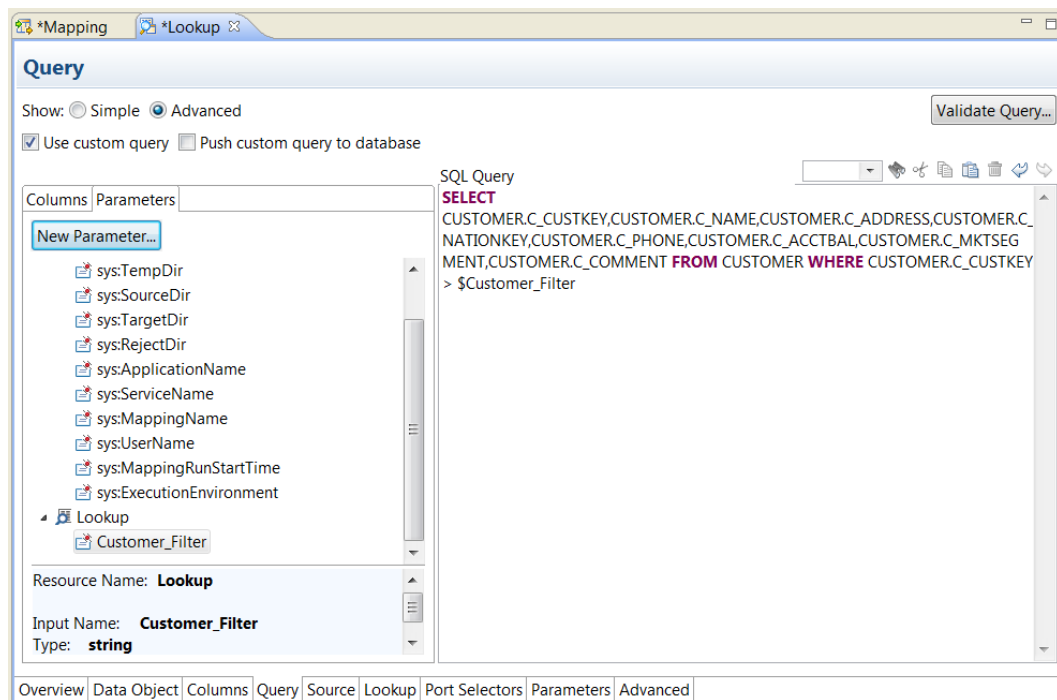 *Mapping
*Lookup
Query
Show: Simple Advanced
Validate Query...
Use custom query Push custom query to database
Columns Parameters
New Parameter...
sys:TempDir
sys:SourceDir
sys:TargetDir
sys:RejectDir
sys:ApplicationName
sys:ServiceName
sys:MappingName
sys:UserName
sys:MappingRunStartTime
sys:ExecutionEnvironment
Lookup
Customer_Filter
Resource Name: Lookup
Input Name: Customer_Filter
Type: string
SQL Query
SELECT
CUSTOMER.C_CUSTKEY,CUSTOMER.C_NAME,CUSTOMER.C_ADDRESS,CUSTOMER.C_
NATIONKEY,CUSTOMER.C_PHONE,CUSTOMER.C_ACCTBAL,CUSTOMER.C_MKTSEG
MENT,CUSTOMER.C_COMMENT FROM CUSTOMER WHERE CUSTOMER.C_CUSTKEY
> $Customer_Filter
Overview Data Object Columns Query Source Lookup Port Selectors Parameters Advanced